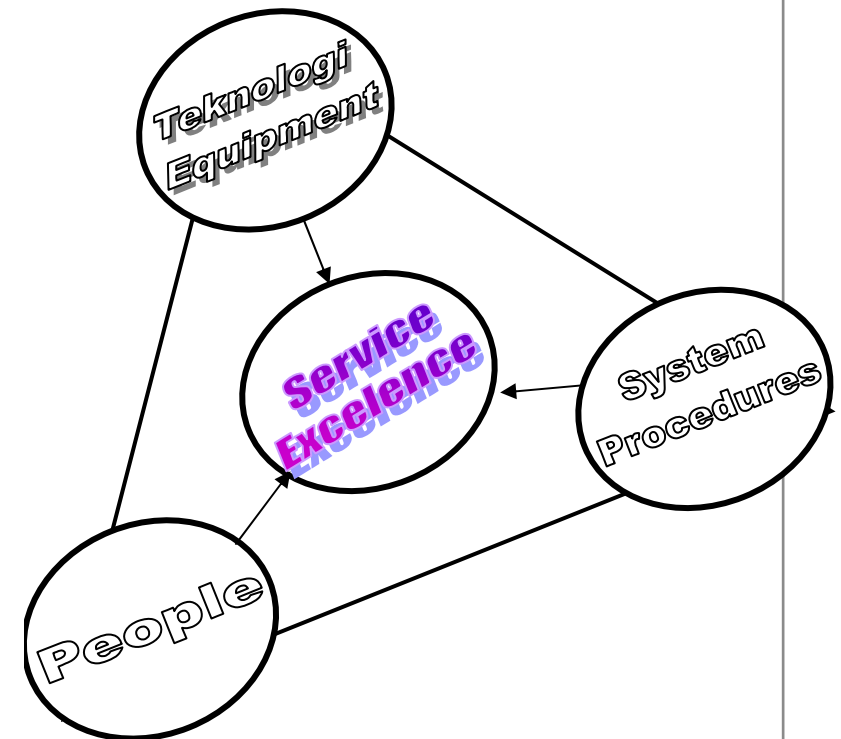 Teknologi
Equipment
Service
Excelence
System
Procedures
People